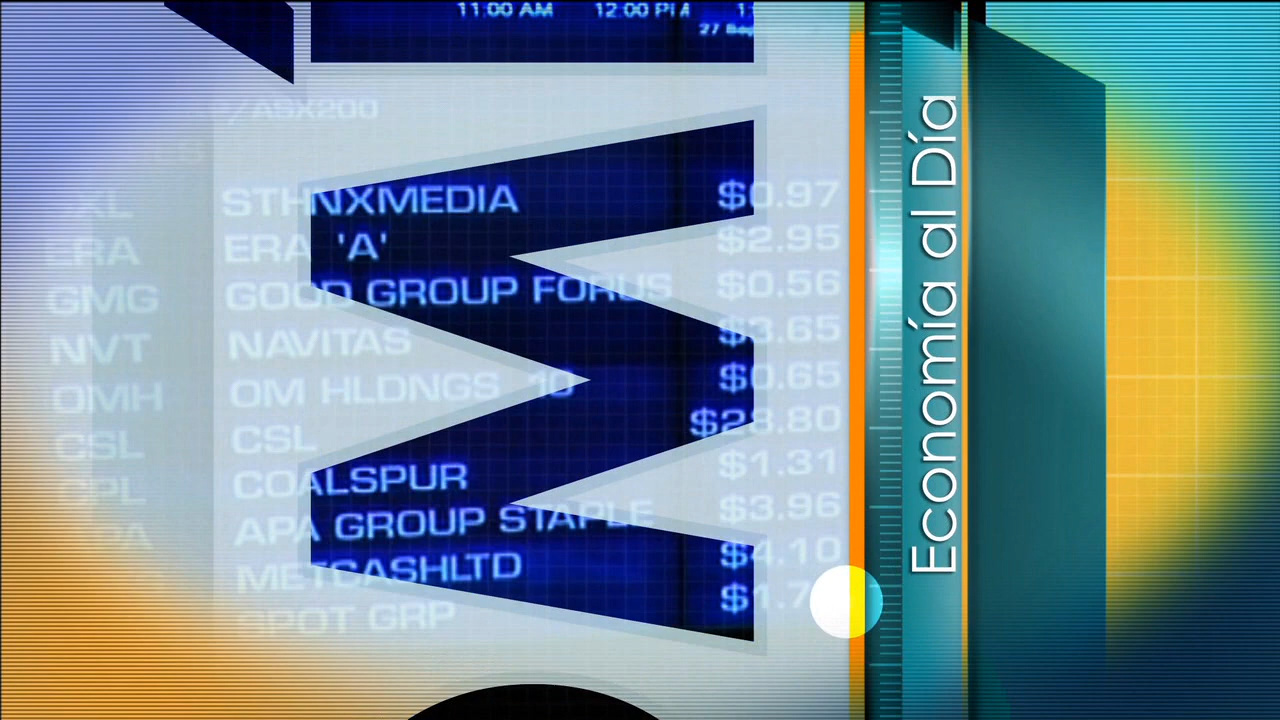 11:00 AM 12:00 PM
/ASX200
STHNXMEDIA $0.97
ERA ERA 'A' $2.95
GMG GOOD GROUP FORUS $0.56
NVT NAVITAS $3.65
OMH OM HLDNGS 10 $0.65
CSL CSL $28.80
COALSPUR $1.31
APA GROUP STAPLE $3.96
METCASHLTD $4.10
SPOT GRP
Economía al Día